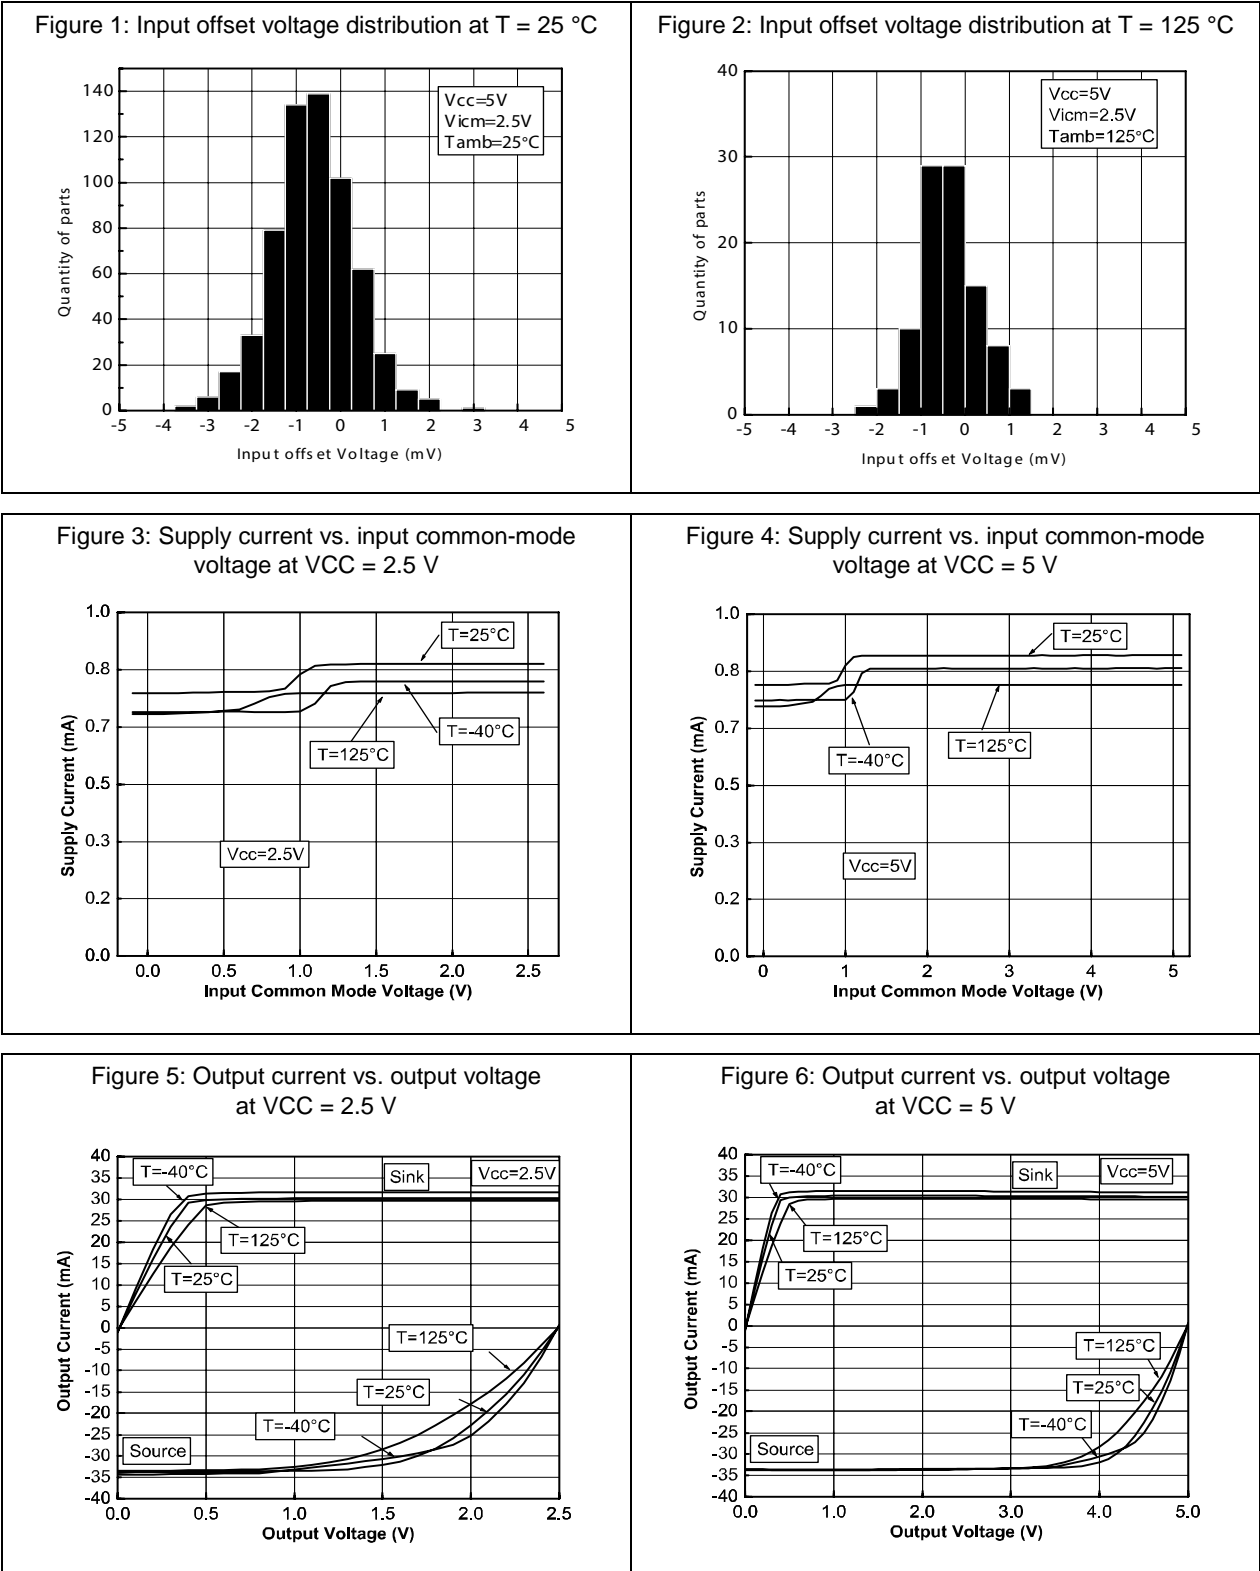 Figure 1: Input offset voltage distribution at T = 25 °C
140
120
100
80
60
40
20
0
Quantity of parts
Vcc=5V
Vicm=2.5V
Tamb=25°C
-5 -4 -3 -2 -1 0 1 2 3 4 5
Input offset Voltage (mV)
Figure 2: Input offset voltage distribution at T = 125 °C
40
30
20
10
0
Quantity of parts
Vcc=5V
Vicm=2.5V
Tamb=125°C
-5 -4 -3 -2 -1 0 1 2 3 4 5
Input offset Voltage (mV)
Figure 3: Supply current vs. input common-mode
voltage at VCC = 2.5 V
1.0
0.8
0.7
0.5
0.3
0.2
0.0
Supply Current (mA)
T=25°C
T=-40°C
T=125°C
Vcc=2.5V
0.0 0.5 1.0 1.5 2.0 2.5
Input Common Mode Voltage (V)
Figure 4: Supply current vs. input common-mode
voltage at VCC = 5 V
1.0
0.8
0.7
0.5
0.3
0.2
0.0
Supply Current (mA)
T=25°C
T=125°C
T=-40°C
Vcc=5V
0 1 2 3 4 5
Input Common Mode Voltage (V)
Figure 5: Output current vs. output voltage
at VCC = 2.5 V
40
35
30
25
20
15
10
5
0
-5
-10
-15
-20
-25
-30
-35
-40
Output Current (mA)
T=-40°C
Sink
Vcc=2.5V
T=125°C
T=25°C
T=125°C
T=25°C
T=-40°C
Source
0.0 0.5 1.0 1.5 2.0 2.5
Output Voltage (V)
Figure 6: Output current vs. output voltage
at VCC = 5 V
40
35
30
25
20
15
10
5
0
-5
-10
-15
-20
-25
-30
-35
-40
Output Current (mA)
T=-40°C
Sink
Vcc=5V
T=125°C
T=25°C
T=125°C
T=25°C
T=-40°C
Source
0.0 1.0 2.0 3.0 4.0 5.0
Output Voltage (V)